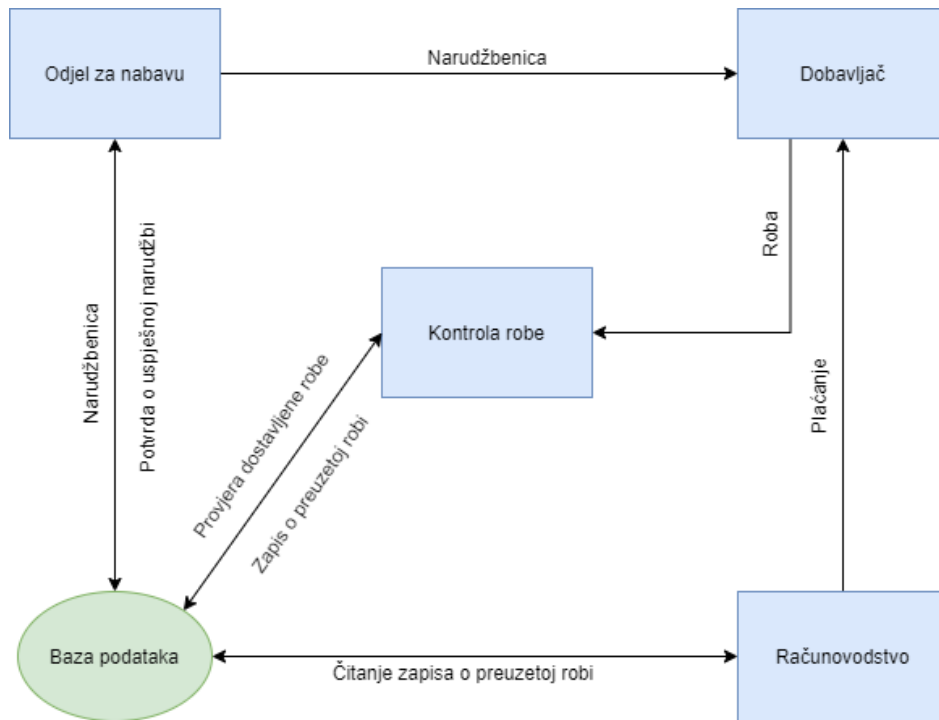 Odjel za nabavu
Narudžbenica
Dobavljač
Narudžbenica
Potvrda o uspješnoj narudžbi
Roba
Kontrola robe
Provjera dostavljene robe
Zapis o preuzetoj robi
Plaćanje
Baza podataka
Čitanje zapisa o preuzetoj robi
Računovodstvo